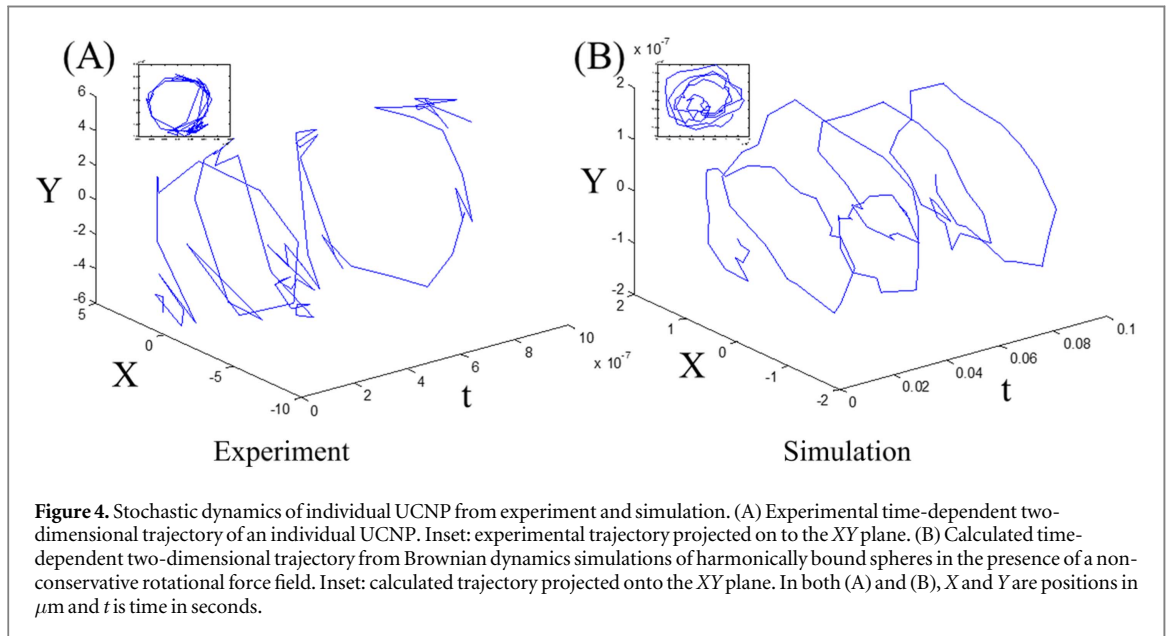 (A)
6
4
2
0
-2
-4
-6
Y
5
0
-5
-10
X
0
2
4
6
8
10
x 10⁻⁷
t
Experiment
(B)
x 10⁻⁷
2
1
0
-1
-2
Y
2
1
0
-1
-2
X
0
0.02
0.04
0.06
0.08
0.1
t
Simulation
Figure 4. Stochastic dynamics of individual UCNP from experiment and simulation. (A) Experimental time-dependent two-
dimensional trajectory of an individual UCNP. Inset: experimental trajectory projected on to the XY plane. (B) Calculated time-
dependent two-dimensional trajectory from Brownian dynamics simulations of harmonically bound spheres in the presence of a non-
conservative rotational force field. Inset: calculated trajectory projected onto the XY plane. In both (A) and (B), X and Y are positions in
μm and t is time in seconds.